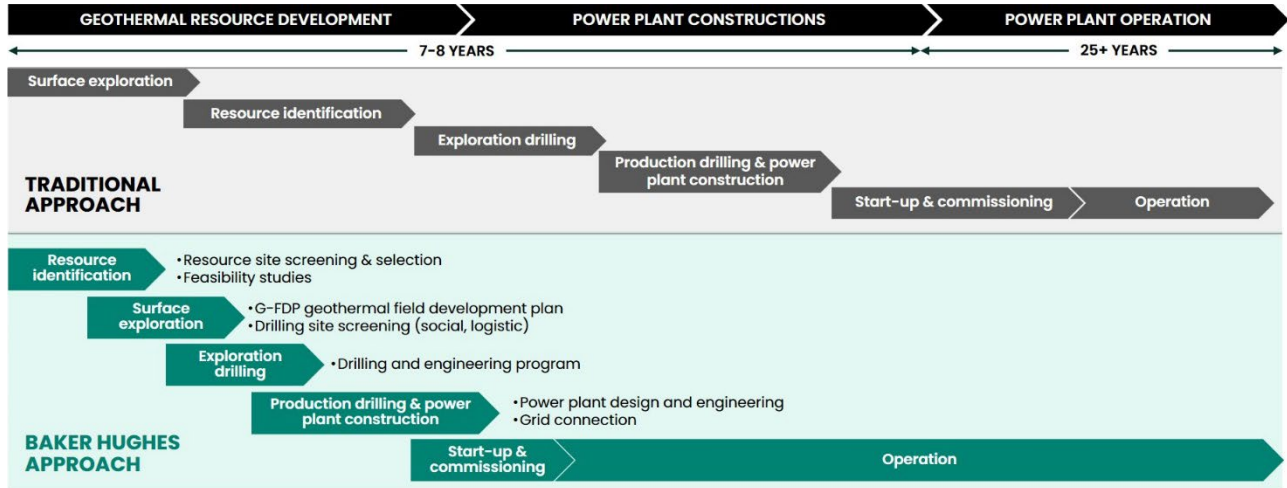 GEOTHERMAL RESOURCE DEVELOPMENT
POWER PLANT CONSTRUCTIONS
POWER PLANT OPERATION
7-8 YEARS
25+ YEARS
Surface exploration
Resource identification
Exploration drilling
Production drilling & power
plant construction
TRADITIONAL
APPROACH
Start-up & commissioning
Operation
Resource
identification
•Resource site screening & selection
•Feasibility studies
Surface
exploration
•G-FDP geothermal field development plan
•Drilling site screening (social, logistic)
Exploration
drilling
•Drilling and engineering program
Production drilling & power
plant construction
•Power plant design and engineering
•Grid connection
BAKER HUGHES
APPROACH
Start-up &
commissioning
Operation